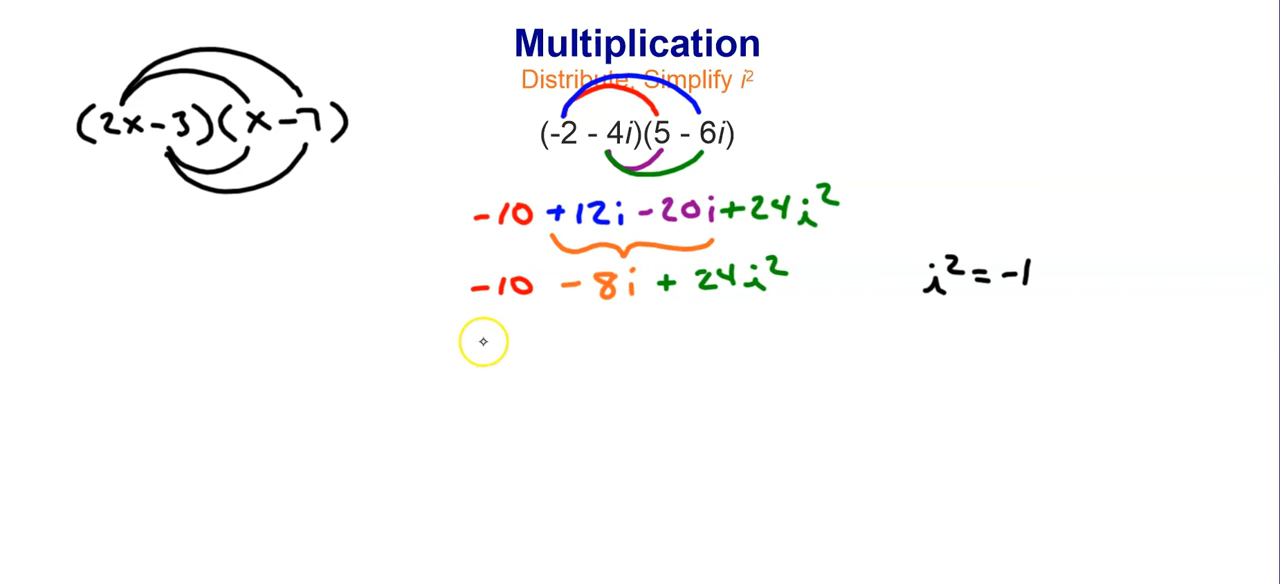 Multiplication
Distribute, Simplify i²
(2x-3)(x-7)
(-2 - 4i)(5 - 6i)
-10 +12i -20i +24i²
-10 - 8i + 24i²
i² = -1